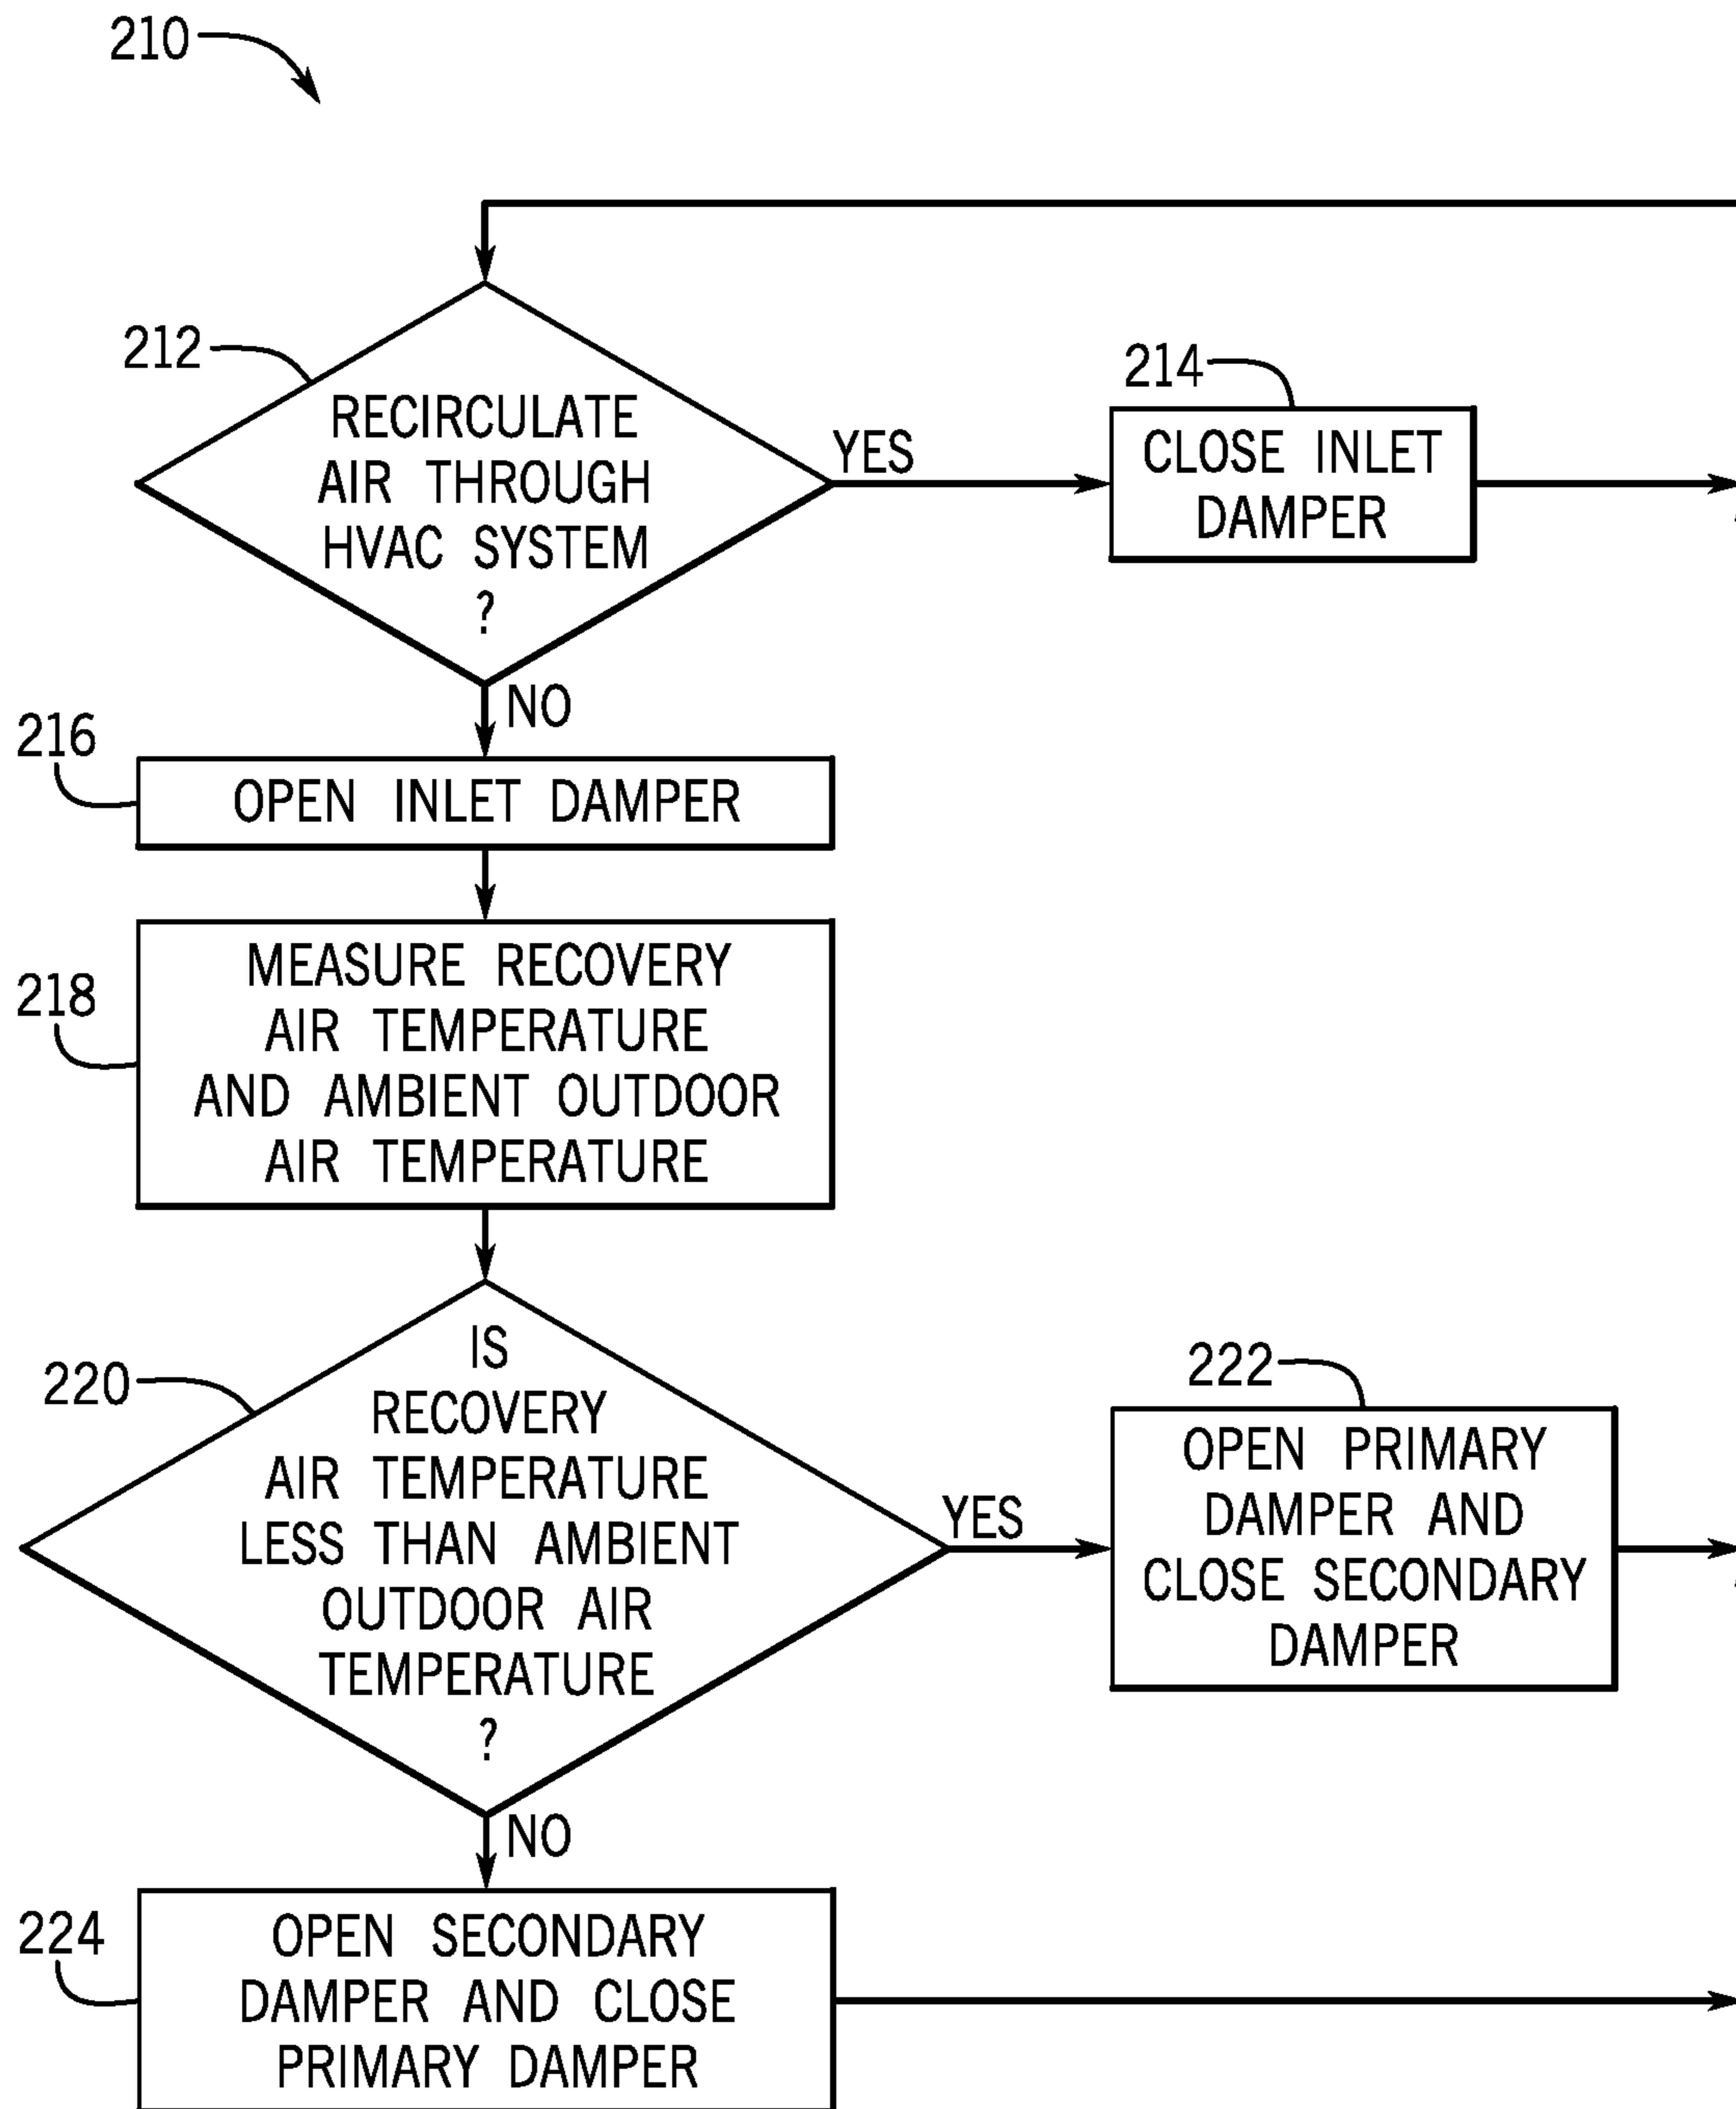 210
212
RECIRCULATE
AIR THROUGH
HVAC SYSTEM
?
YES
214
CLOSE INLET
DAMPER
NO
216
OPEN INLET DAMPER
218
MEASURE RECOVERY
AIR TEMPERATURE
AND AMBIENT OUTDOOR
AIR TEMPERATURE
220
IS
RECOVERY
AIR TEMPERATURE
LESS THAN AMBIENT
OUTDOOR AIR
TEMPERATURE
?
YES
222
OPEN PRIMARY
DAMPER AND
CLOSE SECONDARY
DAMPER
NO
224
OPEN SECONDARY
DAMPER AND CLOSE
PRIMARY DAMPER